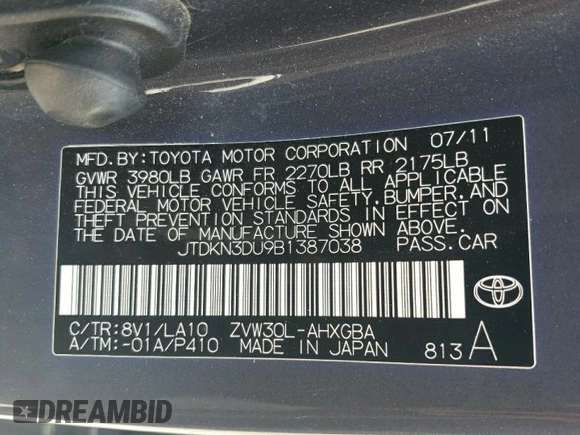 MFD. BY: TOYOTA MOTOR CORPORATION 07/11
GVWR 3980LB GAWR FR 2270LB RR 2175LB
THIS VEHICLE CONFORMS TO ALL APPLICABLE
FEDERAL MOTOR VEHICLE SAFETY, BUMPER, AND
THEFT PREVENTION STANDARDS IN EFFECT ON
THE DATE OF MANUFACTURE SHOWN ABOVE.
JTDKN3DU9B1387038 PASS. CAR
C/TR: 8V1/LA10 ZVW30L-AHXGBA
A/TM: -01A/P410 MADE IN JAPAN 813 A
DREAMBID